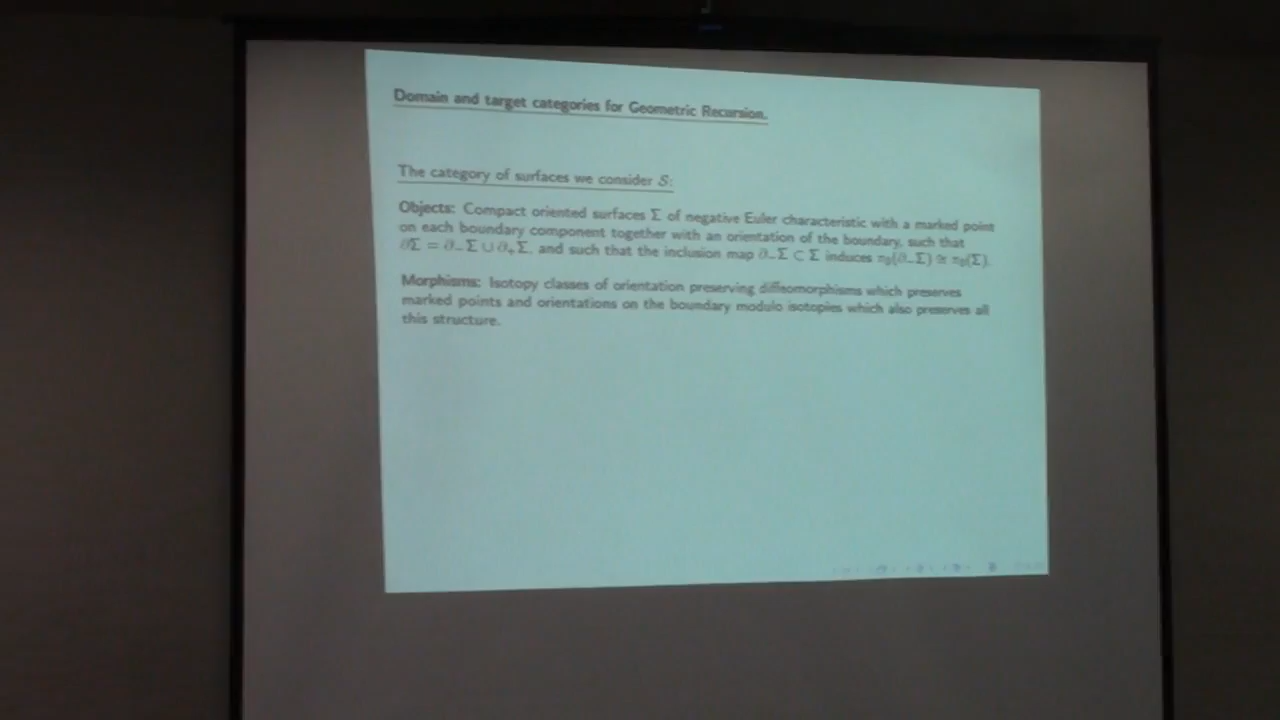 Domain and target categories for Geometric Recursion.
The category of surfaces we consider 𝒮:
Objects: Compact oriented surfaces Σ of negative Euler characteristic with a marked point
on each boundary component together with an orientation of the boundary, such that
∂Σ = ∂₋Σ ∪ ∂₊Σ, and such that the inclusion map ∂₋Σ ⊂ Σ induces π₀(∂₋Σ) ≅ π₀(Σ).
Morphisms: Isotopy classes of orientation preserving diffeomorphisms which preserves
marked points and orientations on the boundary modulo isotopies which also preserves all
this structure.